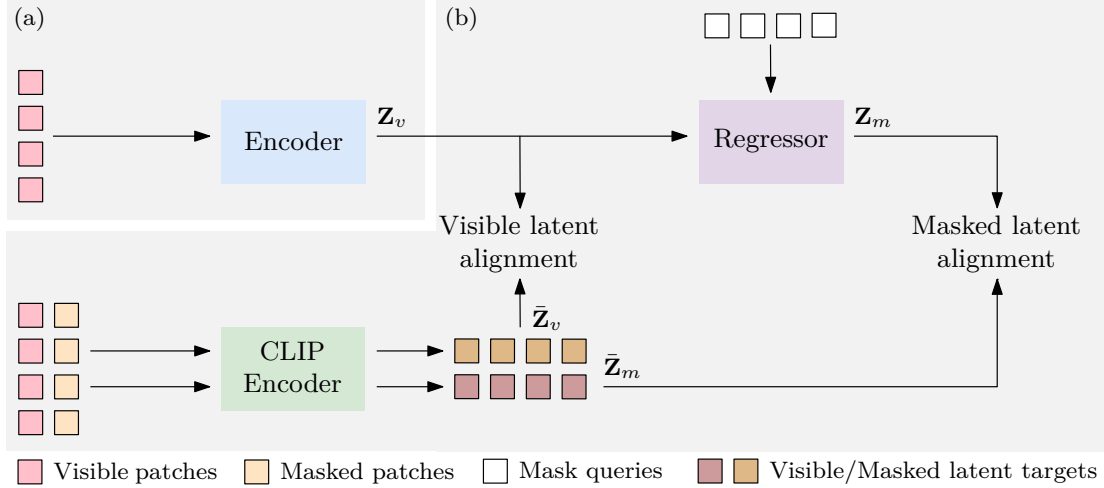 (a)
(b)
Encoder
Z_v
Regressor
Z_m
Visible latent
alignment
Masked latent
alignment
CLIP
Encoder
Z̄_v
Z̄_m
Visible patches
Masked patches
Mask queries
Visible/Masked latent targets